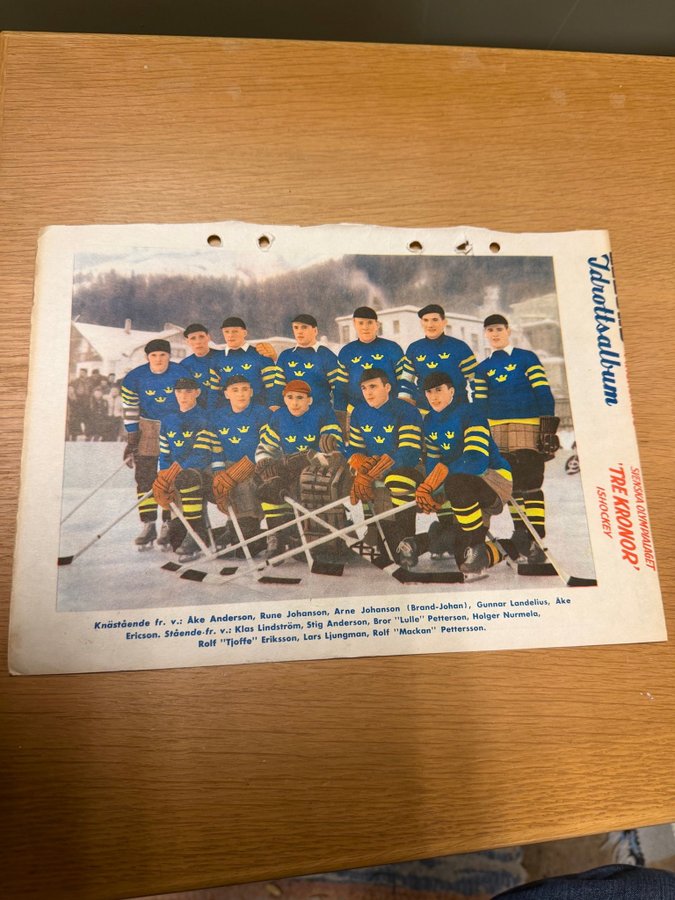 Idrottsalbum
SVENSKA OLYMPIALAGET
"TRE KRONOR"
ISHOCKEY
Knästående fr. v.: Åke Anderson, Rune Johanson, Arne Johanson (Brand-Johan), Gunnar Landelius, Åke
Ericson. Stående fr. v.: Klas Lindström, Stig Anderson, Bror "Lulle" Petterson, Holger Nurmela,
Rolf "Tjoffe" Eriksson, Lars Ljungman, Rolf "Mackan" Pettersson.